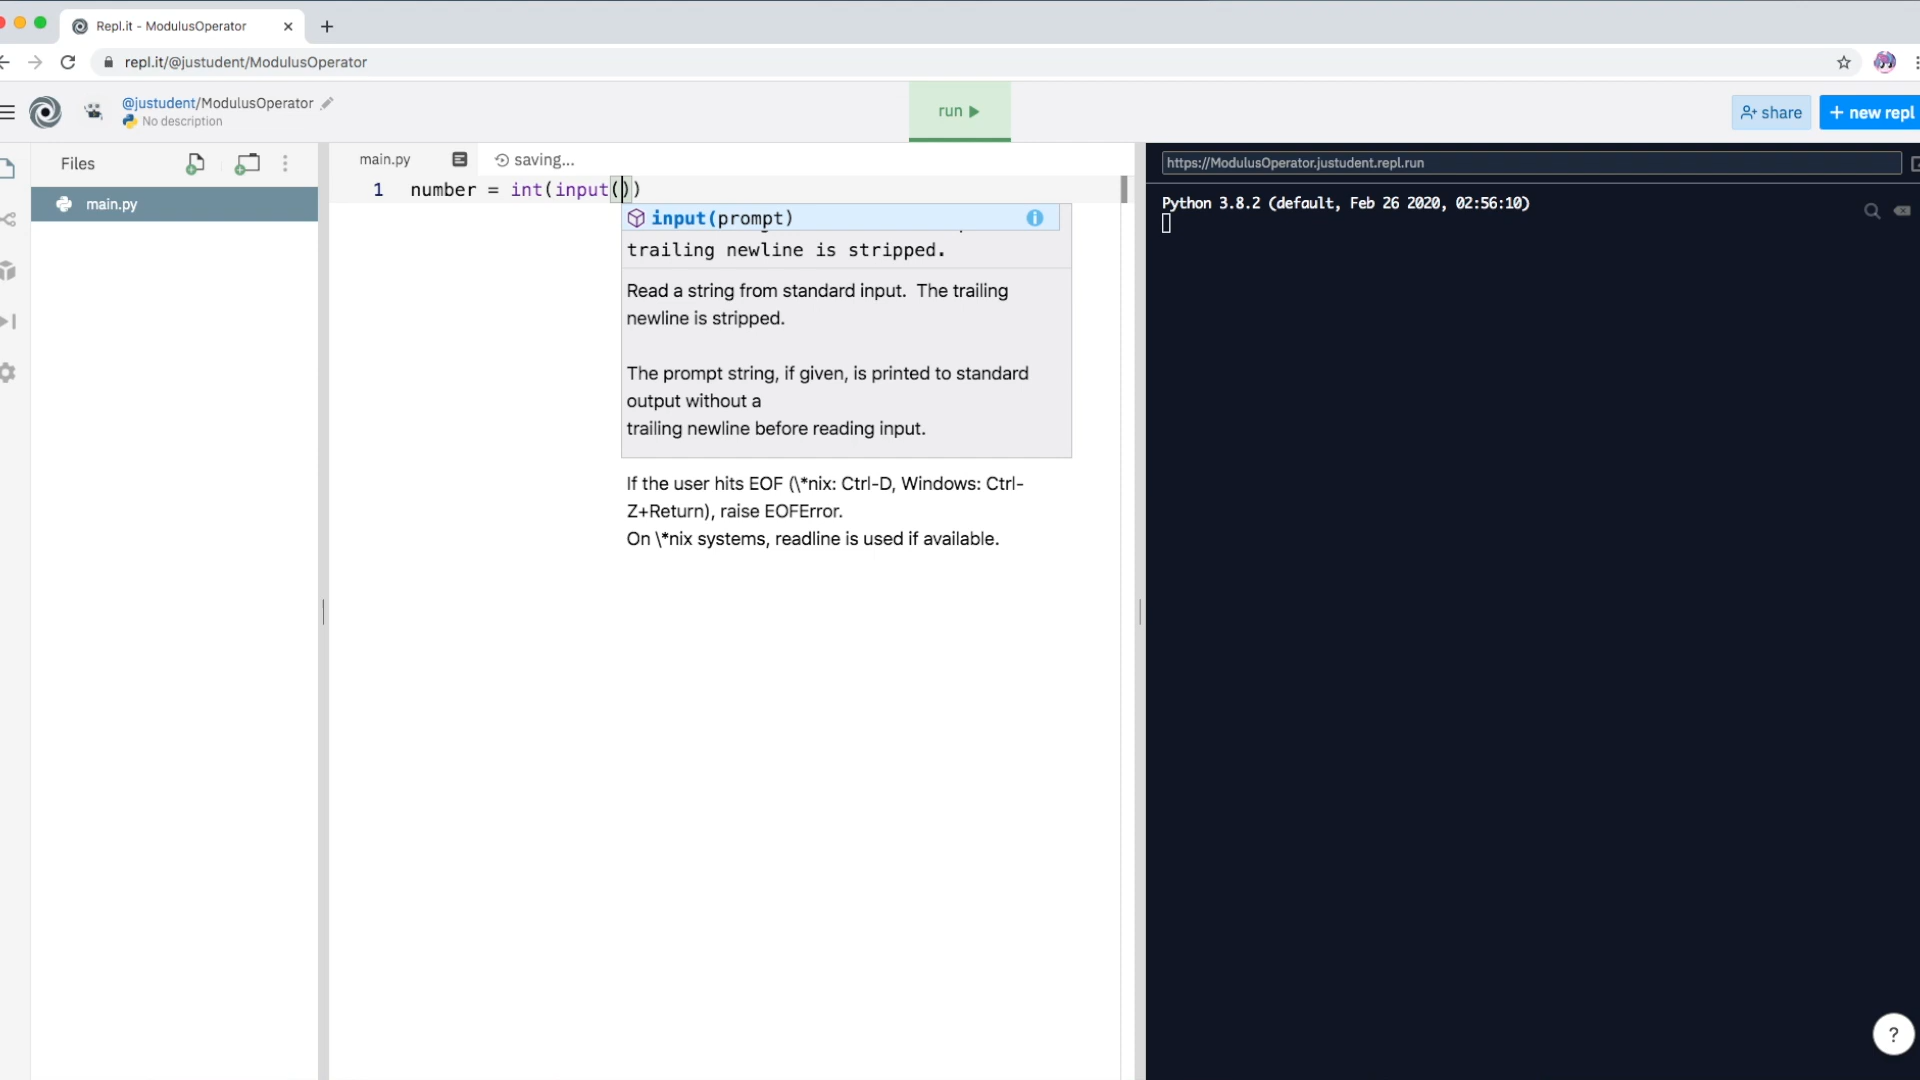 Repl.it - ModulusOperator
repl.it/@justudent/ModulusOperator
@justudent/ModulusOperator
No description
run
share
+ new repl
Files
main.py
main.py
saving...
1 number = int(input())
input(prompt)
trailing newline is stripped.
Read a string from standard input. The trailing
newline is stripped.
The prompt string, if given, is printed to standard
output without a
trailing newline before reading input.
If the user hits EOF (\*nix: Ctrl-D, Windows: Ctrl-
Z+Return), raise EOFError.
On \*nix systems, readline is used if available.
https://ModulusOperator.justudent.repl.run
Python 3.8.2 (default, Feb 26 2020, 02:56:10)
?